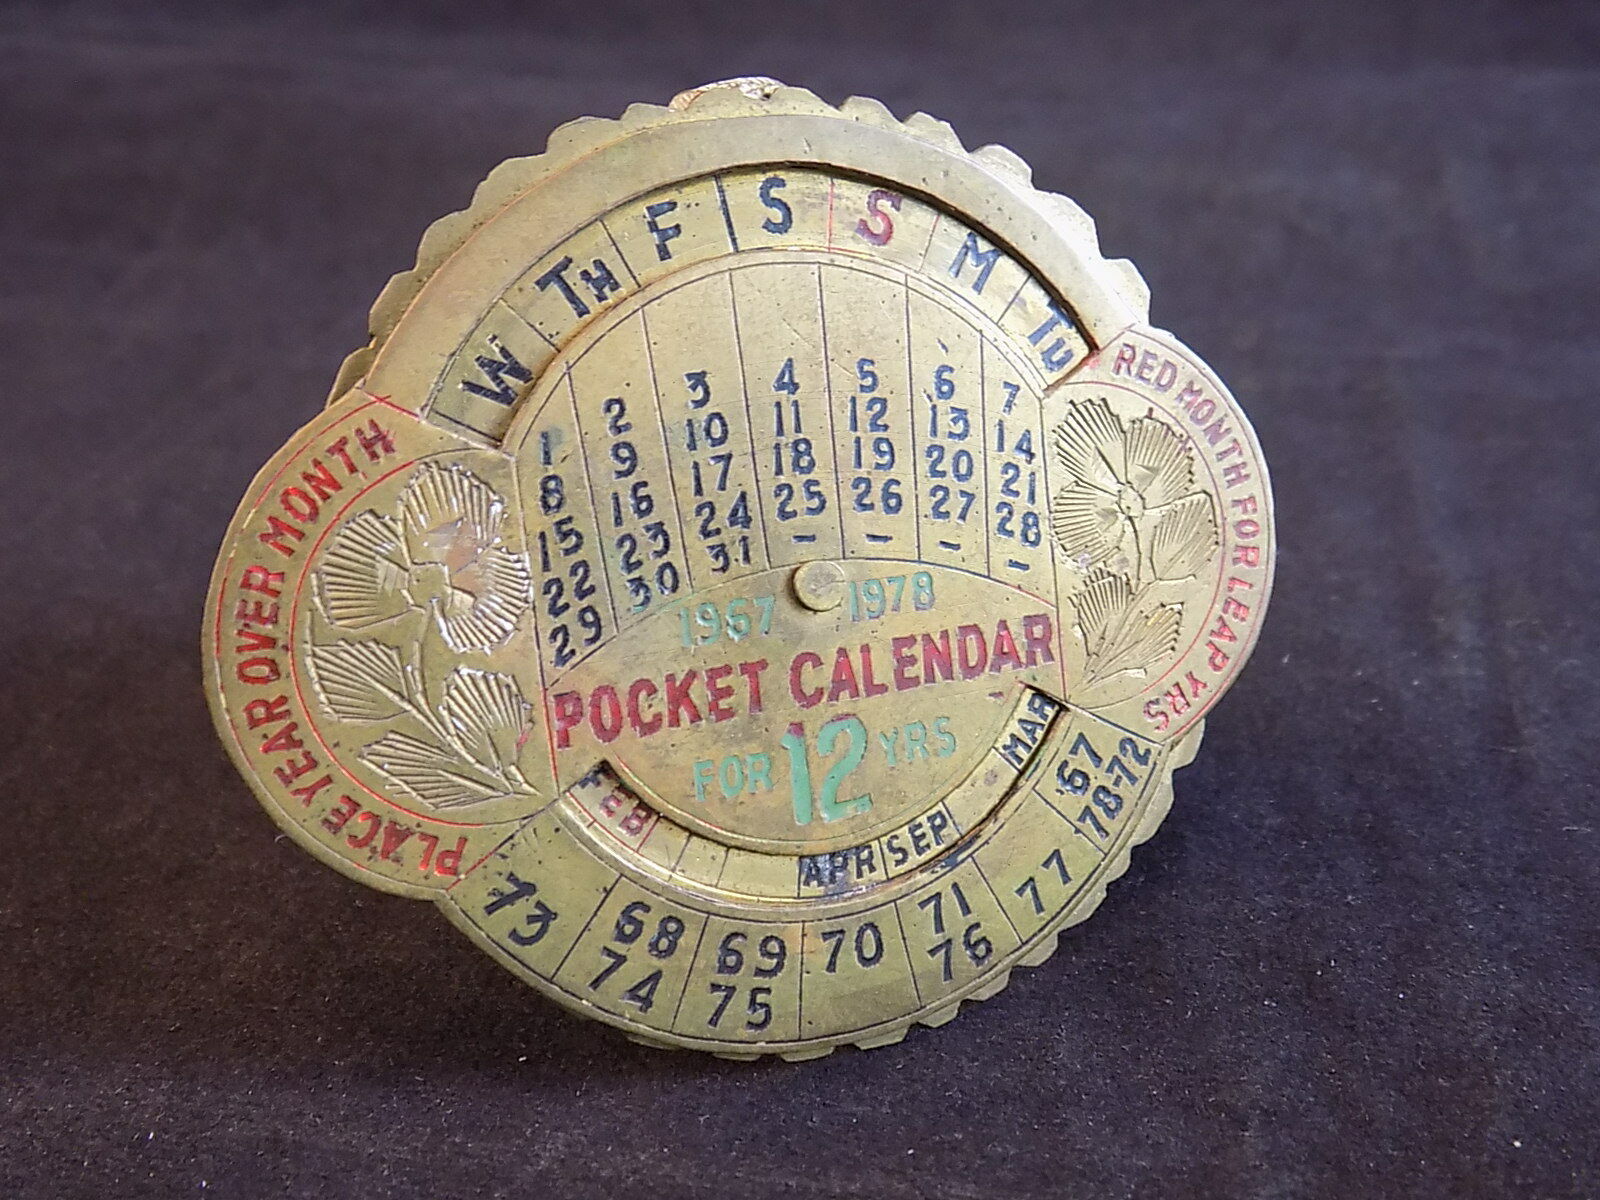 PLACE YEAR OVER MONTH
RED MONTH FOR LEAP YRS
W TH F S S M TU
1 2 3 4 5 6 7
8 9 10 11 12 13 14
15 16 17 18 19 20 21
22 23 24 25 26 27 28
29 30 31 - - - -
1967 1978
POCKET CALENDAR
FOR 12 YRS
FEB APR SEP MAR
73 68 69 70 71 77 67
74 75 76 78-72